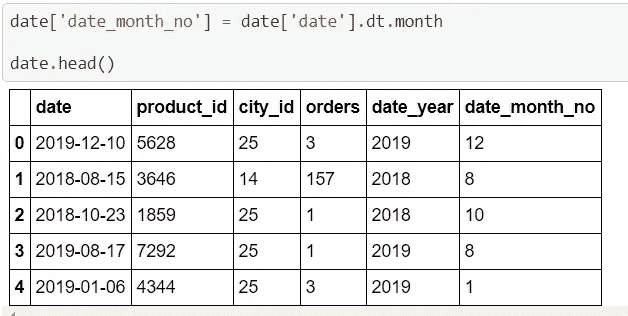 date['date_month_no'] = date['date'].dt.month
date.head()
date product_id city_id orders date_year date_month_no
0 2019-12-10 5628 25 3 2019 12
1 2018-08-15 3646 14 157 2018 8
2 2018-10-23 1859 25 1 2018 10
3 2019-08-17 7292 25 1 2019 8
4 2019-01-06 4344 25 3 2019 1